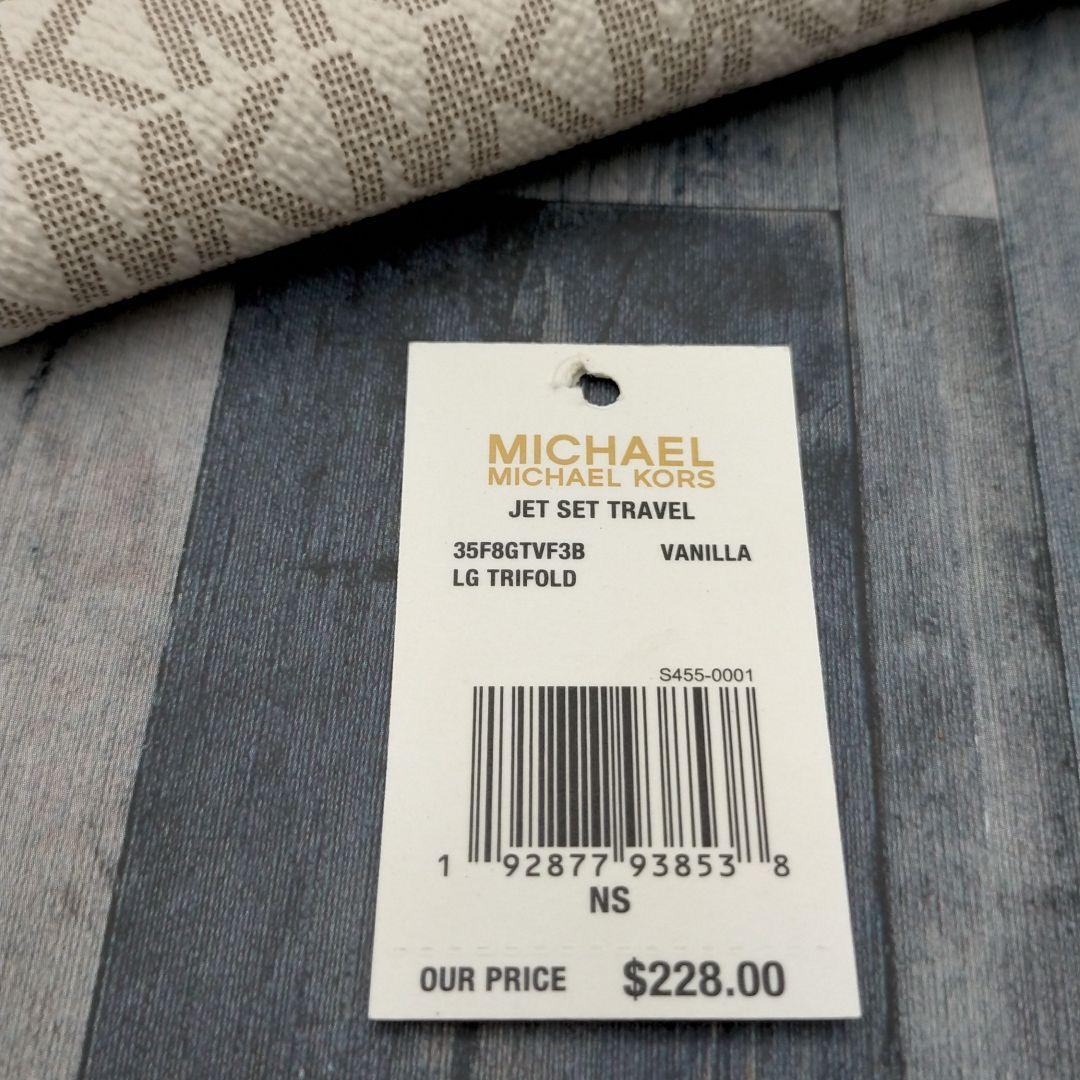 MICHAEL
MICHAEL KORS
JET SET TRAVEL
35F8GTVF3B VANILLA
LG TRIFOLD
S455-0001
1 92877 93853 8
NS
OUR PRICE $228.00